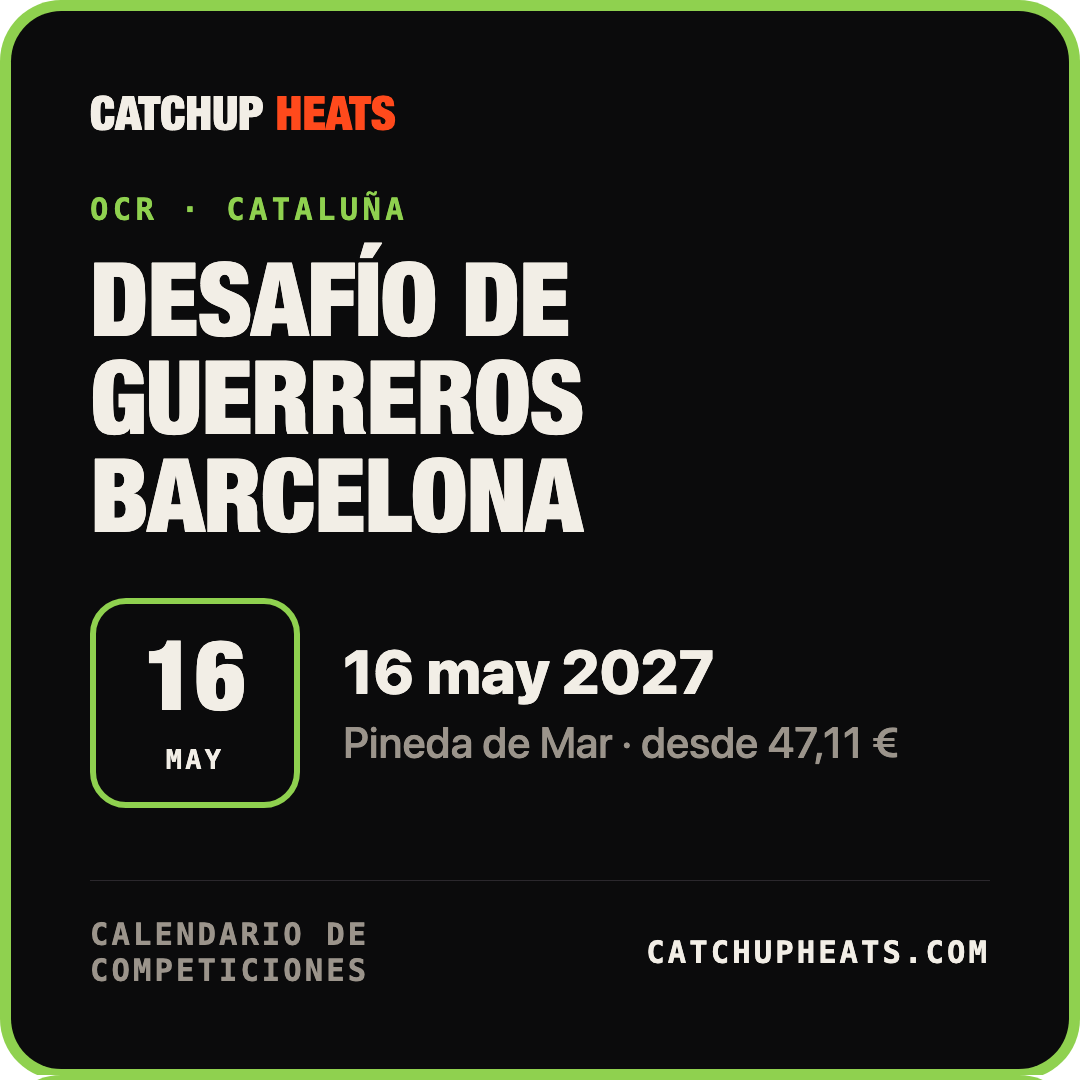 CATCHUP HEATS
OCR · CATALUÑA
DESAFÍO DE
GUERREROS
BARCELONA
16
MAY
16 may 2027
Pineda de Mar · desde 47,11 €
CALENDARIO DE
COMPETICIONES
CATCHUPHEATS.COM